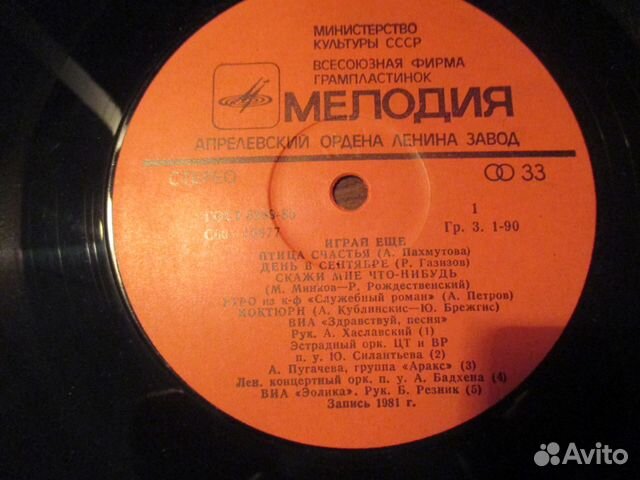 МИНИСТЕРСТВО
КУЛЬТУРЫ СССР
ВСЕСОЮЗНАЯ ФИРМА
ГРАМПЛАСТИНОК
МЕЛОДИЯ
АПРЕЛЕВСКИЙ ОРДЕНА ЛЕНИНА ЗАВОД
СТЕРЕО
33
1
Гр. 3. 1-90
ИГРАЙ ЕЩЕ
ПТИЦА СЧАСТЬЯ (А. Пахмутова)
ДЕНЬ В СЕНТЯБРЕ (Р. Газизов)
СКАЖИ МНЕ ЧТО-НИБУДЬ
(М. Минков—Р. Рождественский)
УТРО из к-ф «Служебный роман» (А. Петров)
НОКТЮРН (А. Кублинскис—Ю. Брежгис)
ВИА «Здравствуй, песня»
Рук. А. Хаславский (1)
Эстрадный орк. ЦТ и ВР
п. у. Ю. Силантьева (2)
А. Пугачева, группа «Аракс» (3)
Лен. концертный орк. п. у. А. Бадхена (4)
ВИА «Эолика». Рук. Б. Резник (5)
Запись 1981 г.
Avito